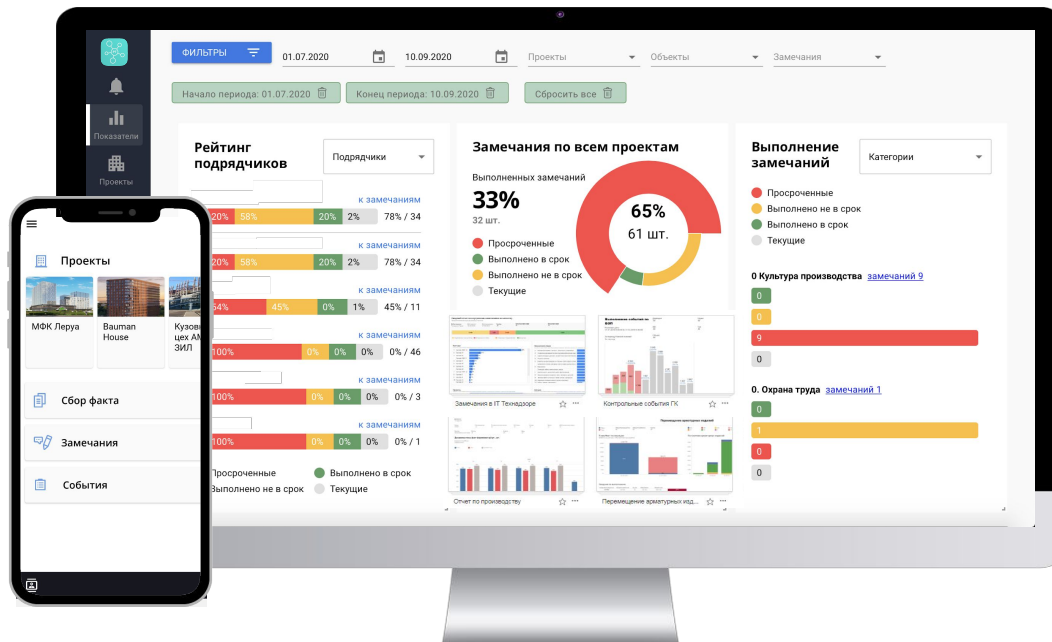 ФИЛЬТРЫ
01.07.2020
10.09.2020
Проекты
Объекты
Замечания
Начало периода: 01.07.2020
Конец периода: 10.09.2020
Сбросить все
Показатели
Проекты
Рейтинг
подрядчиков
Подрядчики
к замечаниям
20% 58% 20% 2% 78% / 34
к замечаниям
20% 58% 20% 2% 78% / 34
к замечаниям
54% 45% 0% 1% 45% / 11
к замечаниям
100% 0% 0% 0% 0% / 46
к замечаниям
100% 0% 0% 0% 0% / 3
к замечаниям
100% 0% 0% 0% 0% / 1
Просроченные
Выполнено в срок
Выполнено не в срок
Текущие
Замечания по всем проектам
Выполненных замечаний
33%
32 шт.
65%
61 шт.
Просроченные
Выполнено в срок
Выполнено не в срок
Текущие
Замечания в IT Технадзоре
Контрольные события ГК
Отчет по производству
Перемещение арматурных изд...
Выполнение
замечаний
Категории
Просроченные
Выполнено не в срок
Выполнено в срок
Текущие
0 Культура производства замечаний 9
0
0
9
0
0. Охрана труда замечаний 1
0
1
0
0
Проекты
МФК Леруа
Bauman
House
Кузовн
цех АМ
ЗИЛ
Сбор факта
Замечания
События